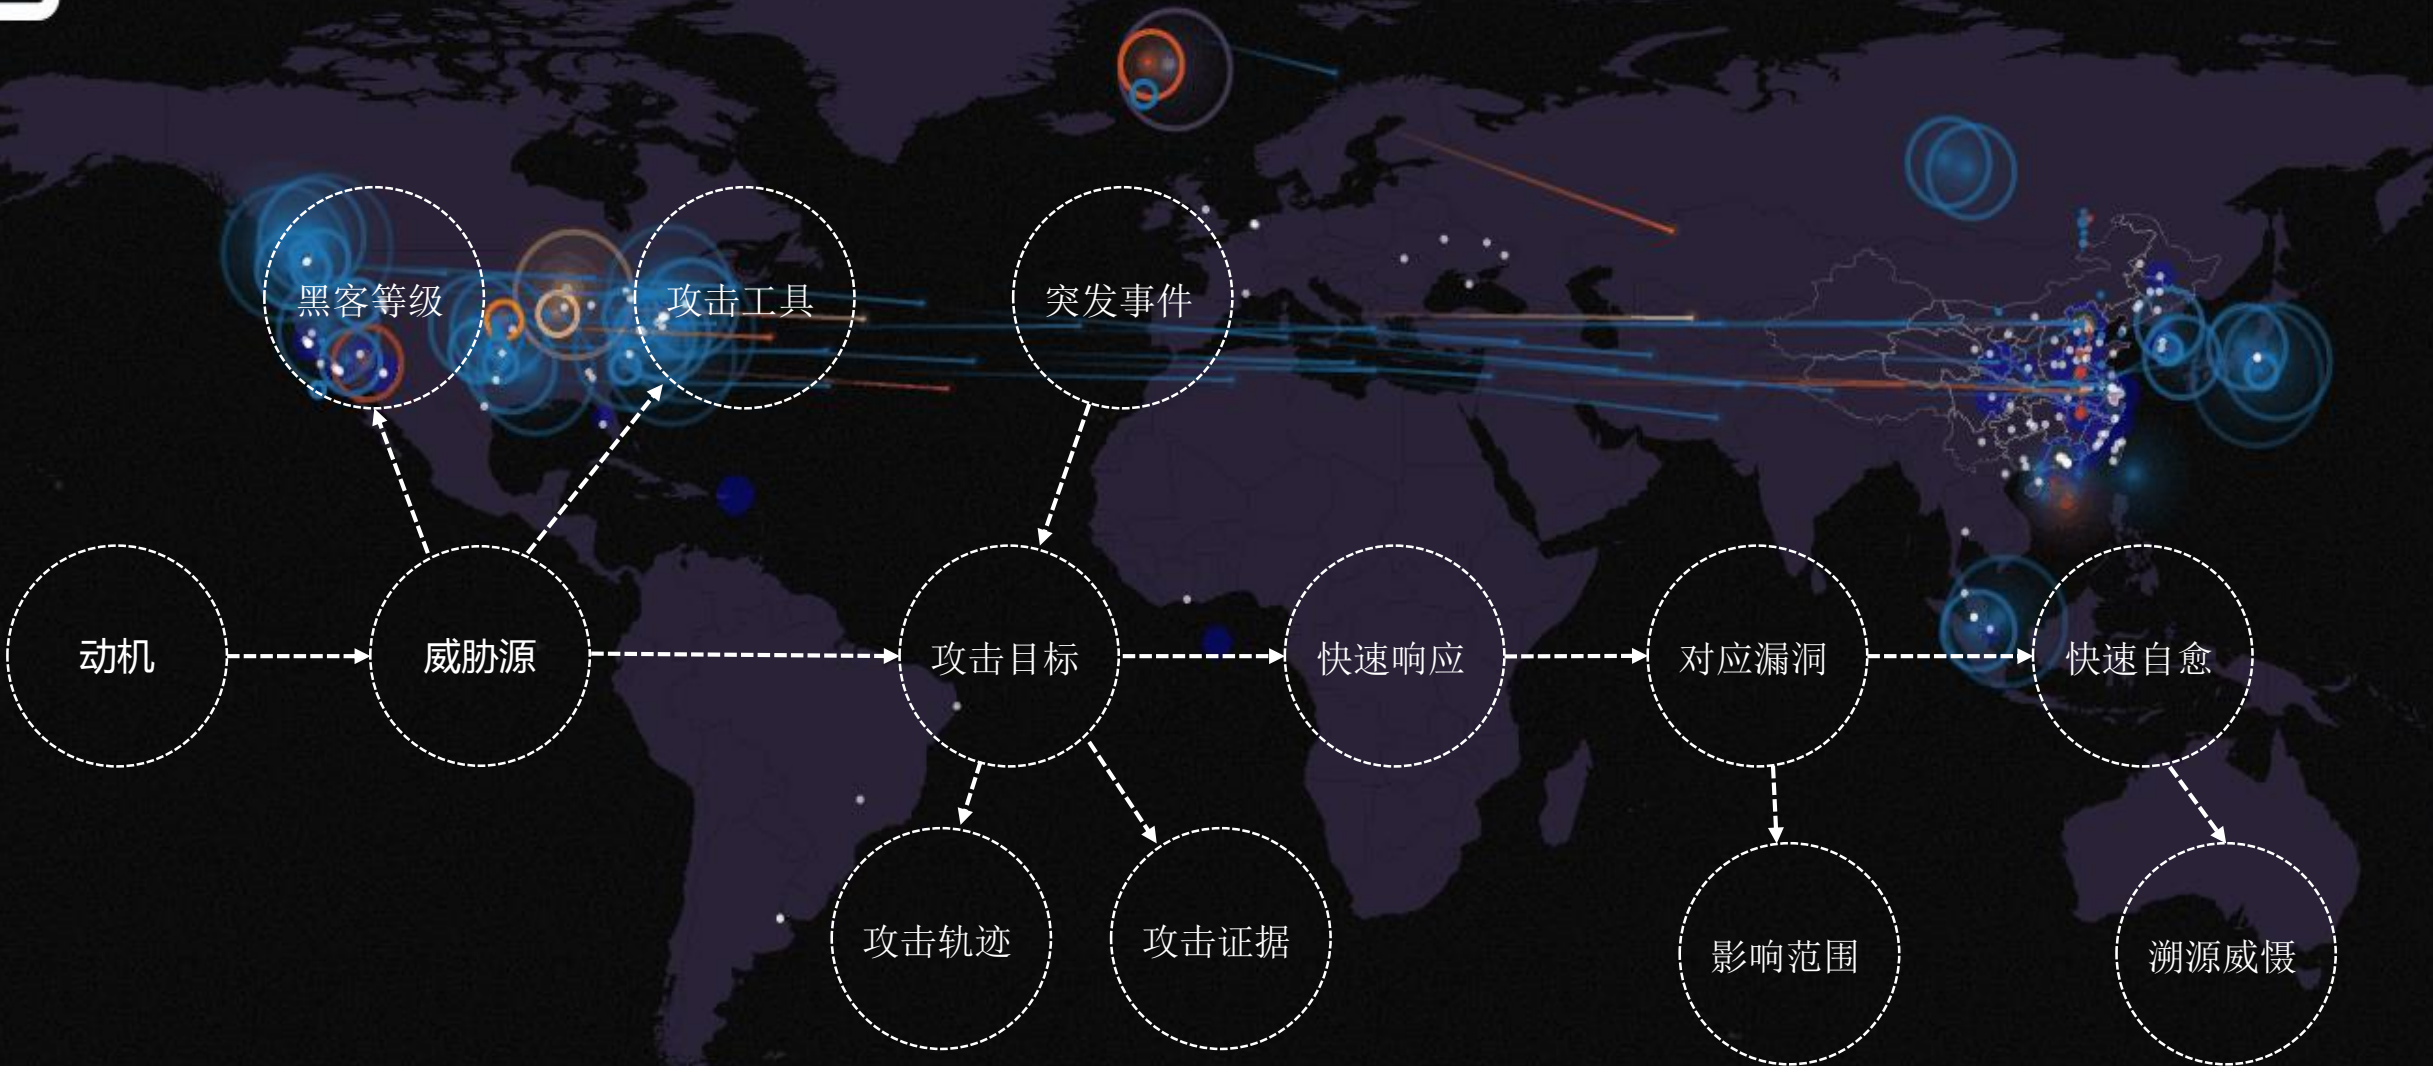 黑客等级
攻击工具
突发事件
动机
威胁源
攻击目标
快速响应
对应漏洞
快速自愈
攻击轨迹
攻击证据
影响范围
溯源威慑